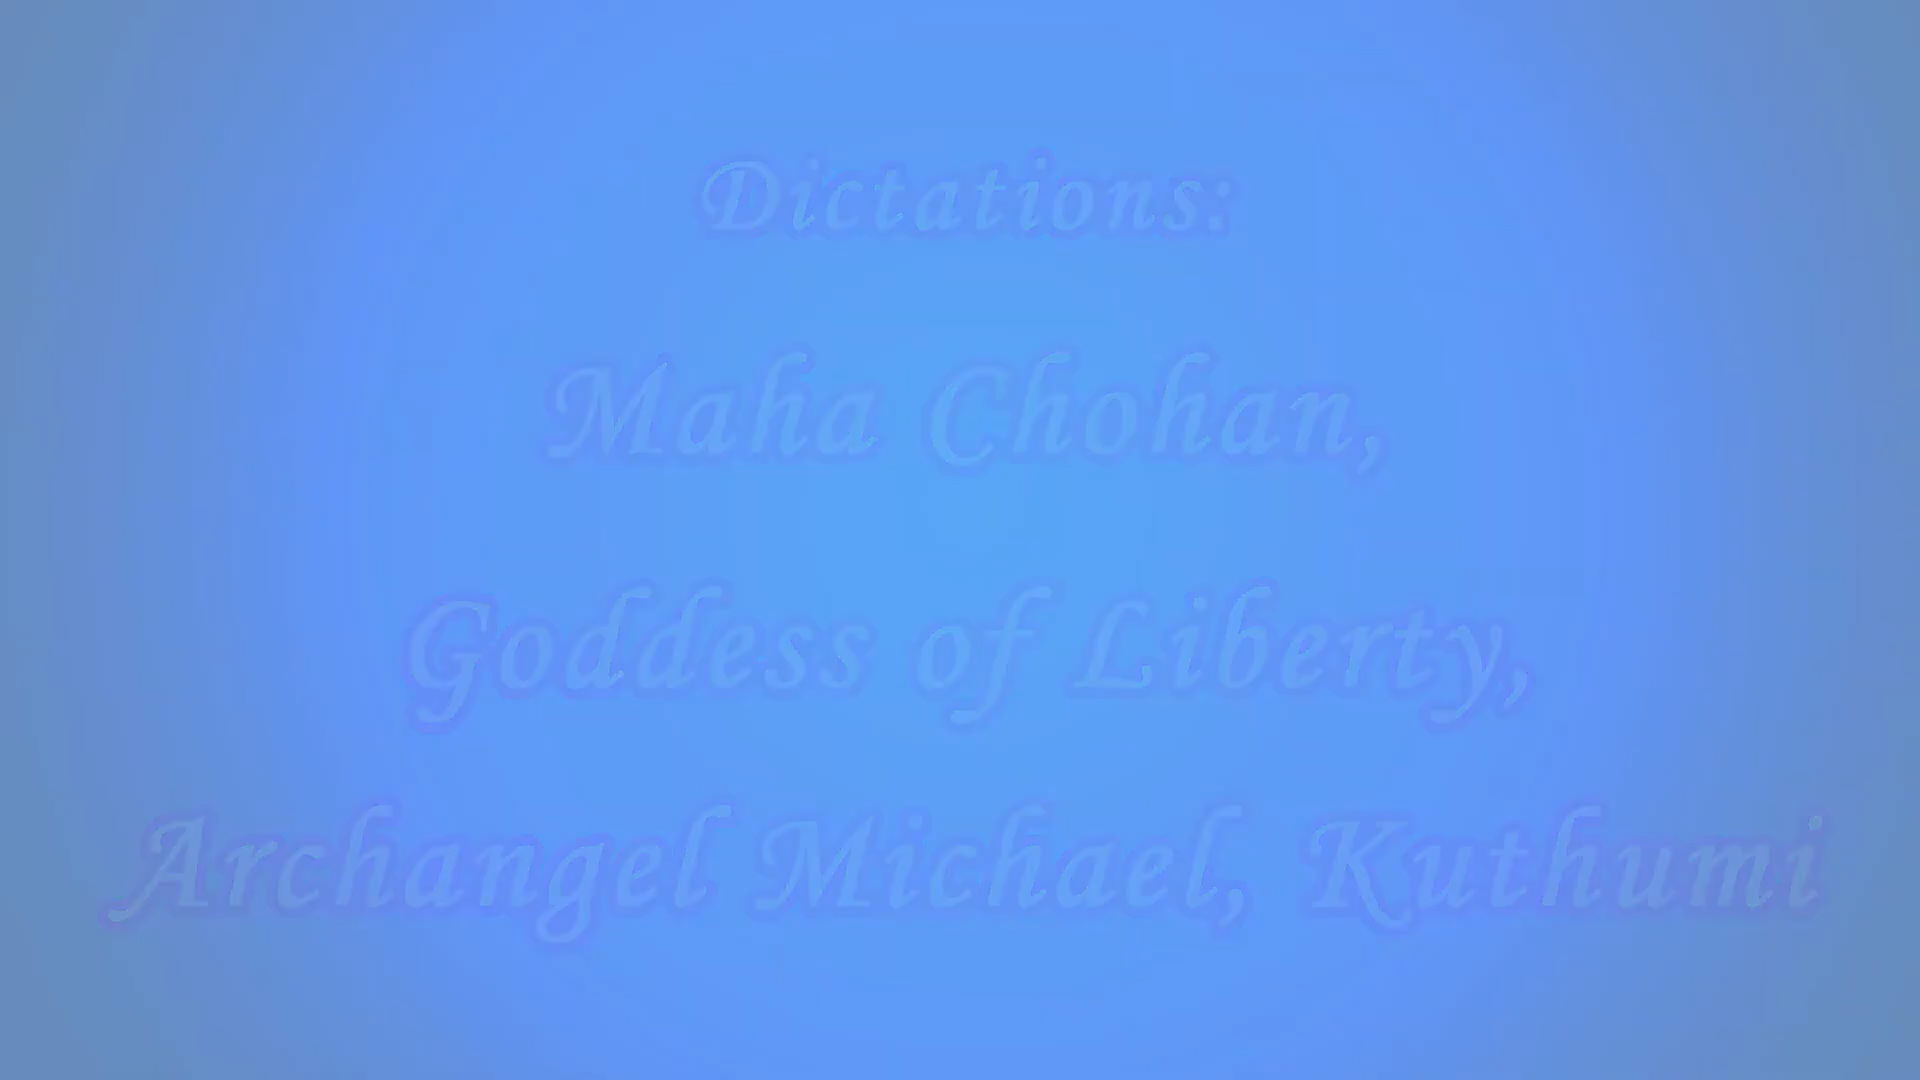 Dictations:
Maha Chohan,
Goddess of Liberty,
Archangel Michael, Kuthumi